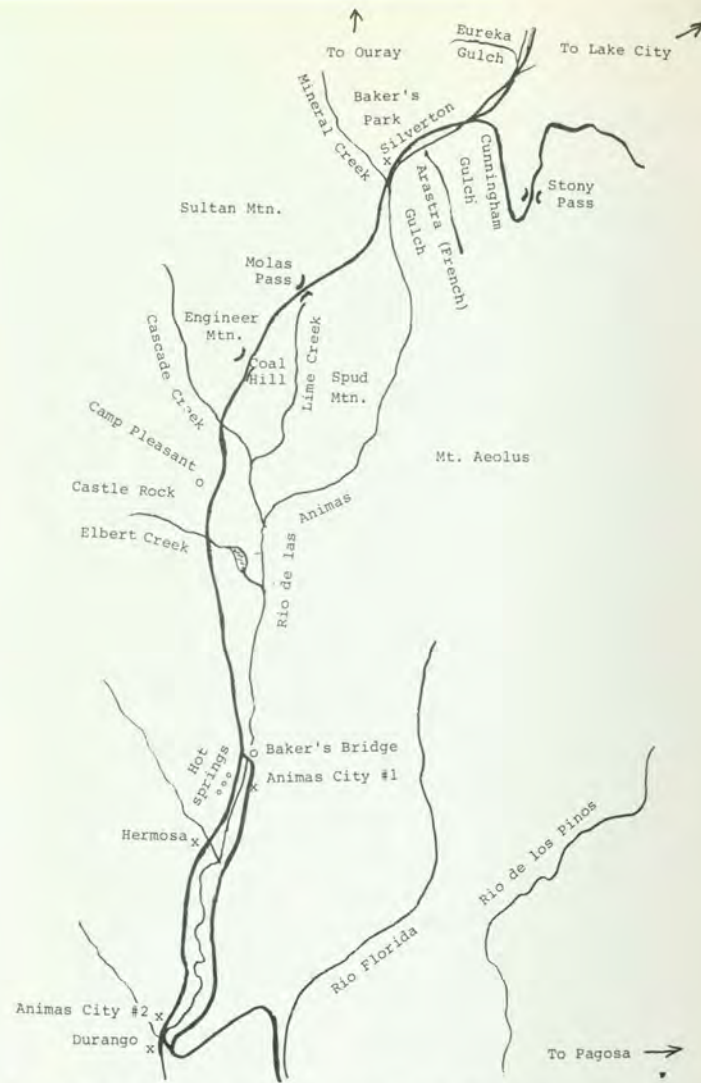 To Ouray
Eureka
Gulch
To Lake City
Mineral Creek
Baker's
Park
Silverton
Cunningham
Gulch
Arastra (French)
Gulch
Stony
Pass
Sultan Mtn.
Molas
Pass
Engineer
Mtn.
Cascade Creek
Coal
Hill
Lime Creek
Spud
Mtn.
Camp Pleasant
Mt. Aeolus
Castle Rock
Elbert Creek
Rio de las
Animas
Hot
springs
Baker's Bridge
Animas City #1
Hermosa
Rio de los Pinos
Rio Florida
Animas City #2
Durango
To Pagosa